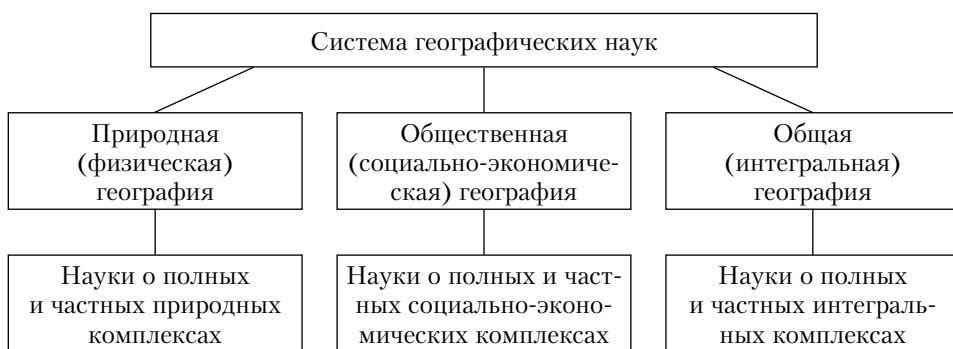 Система географических наук
Природная
(физическая)
география
Общественная
(социально-экономиче-
ская) география
Общая
(интегральная)
география
Науки о полных
и частных природных
комплексах
Науки о полных и част-
ных социально-эконо-
мических комплексах
Науки о полных
и частных интеграль-
ных комплексах